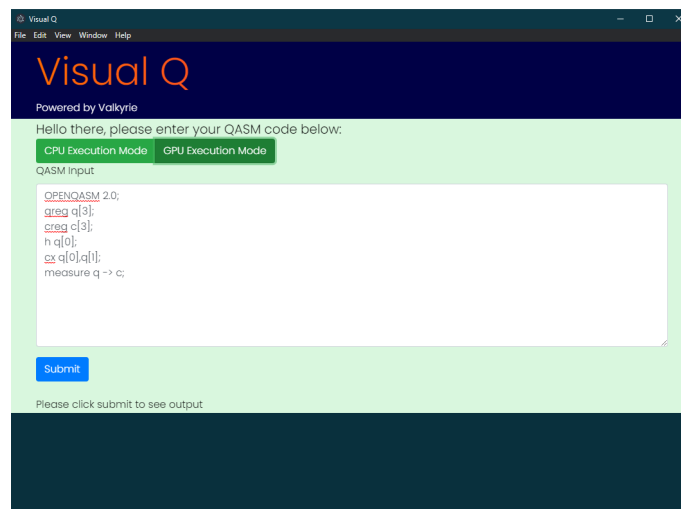 Visual Q
File Edit View Window Help
Visual Q
Powered by Valkyrie
Hello there, please enter your QASM code below:
CPU Execution Mode GPU Execution Mode
QASM Input
OPENQASM 2.0;
qreg q[3];
creg c[3];
h q[0];
cx q[0],q[1];
measure q -> c;
Submit
Please click submit to see output